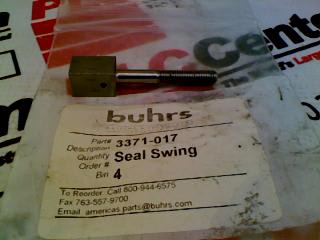 Center
buhrs
Part# 3371-017
Description Seal Swing
Quantity
Order #
Bin 4
To Reorder Call 800-944-6575
Fax 763-557-9700
Email americas.parts@buhrs.com